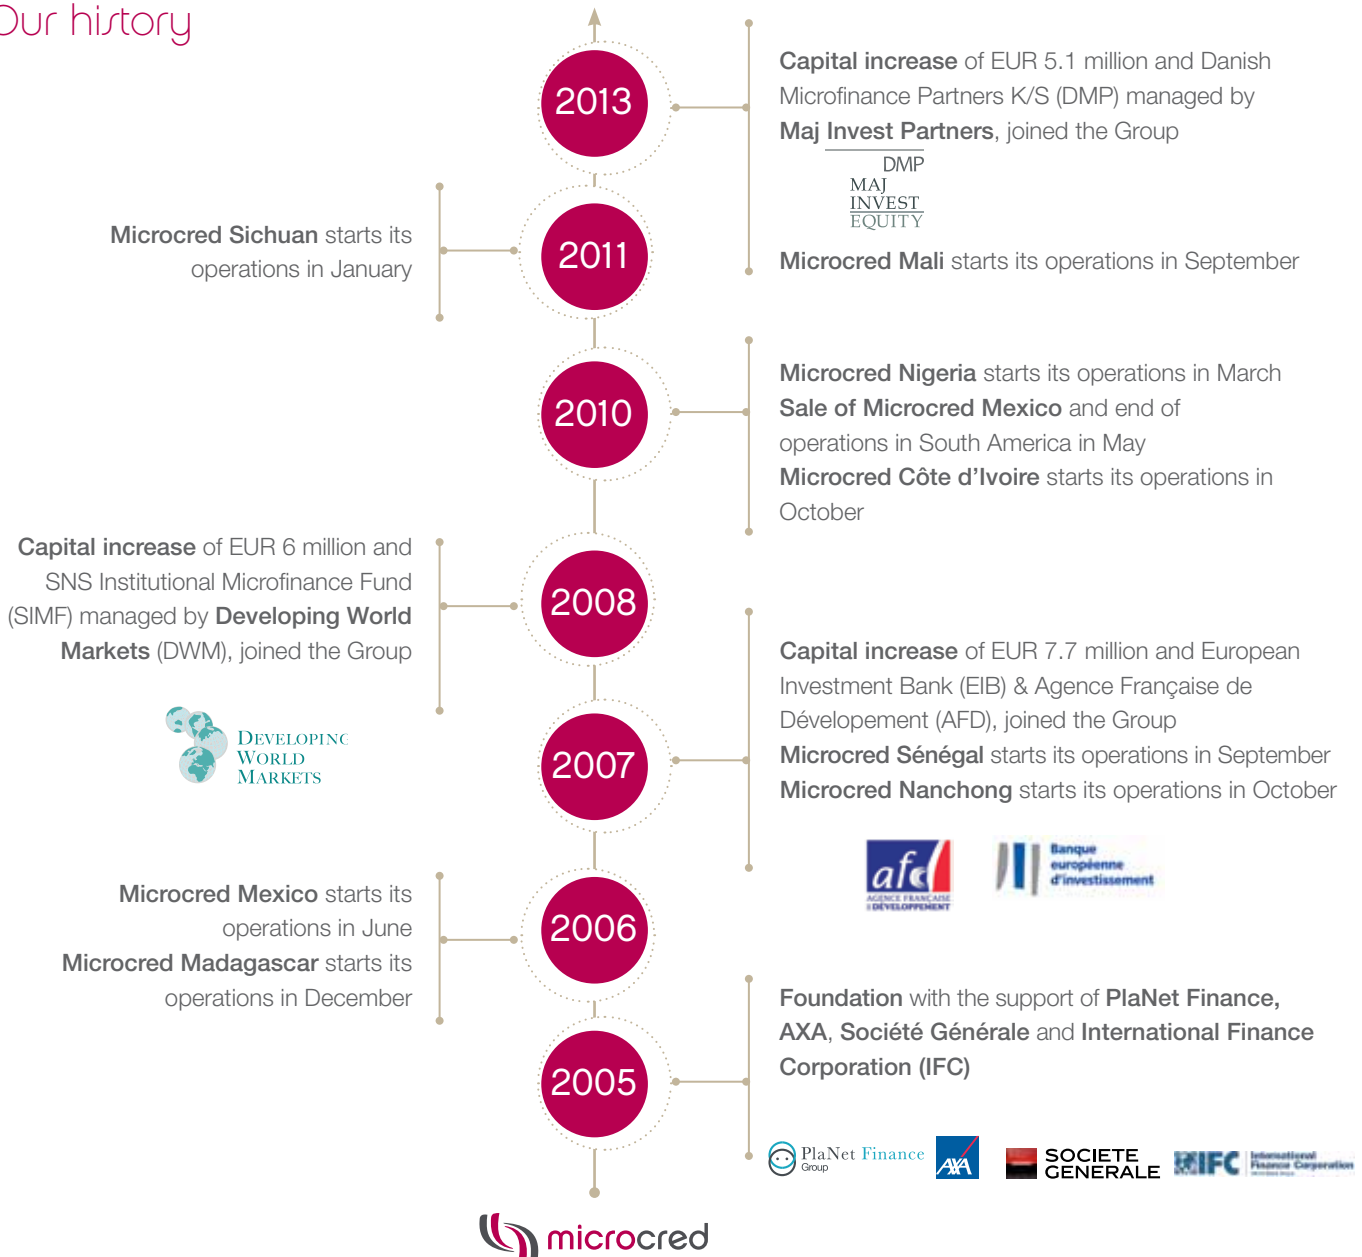 Our history
2013
Capital increase of EUR 5.1 million and Danish
Microfinance Partners K/S (DMP) managed by
Maj Invest Partners, joined the Group
DMP
MAJ
INVEST
EQUITY
Microcred Mali starts its operations in September
Microcred Sichuan starts its
operations in January
2011
2010
Microcred Nigeria starts its operations in March
Sale of Microcred Mexico and end of
operations in South America in May
Microcred Côte d’Ivoire starts its operations in
October
Capital increase of EUR 6 million and
SNS Institutional Microfinance Fund
(SIMF) managed by Developing World
Markets (DWM), joined the Group
DEVELOPING
WORLD
MARKETS
2008
2007
Capital increase of EUR 7.7 million and European
Investment Bank (EIB) & Agence Française de
Dévelopement (AFD), joined the Group
Microcred Sénégal starts its operations in September
Microcred Nanchong starts its operations in October
afd
AGENCE FRANÇAISE
DE DÉVELOPPEMENT
Banque
européenne
d'investissement
Microcred Mexico starts its
operations in June
Microcred Madagascar starts its
operations in December
2006
2005
Foundation with the support of PlaNet Finance,
AXA, Société Générale and International Finance
Corporation (IFC)
PlaNet Finance
Group
AXA
SOCIETE
GENERALE
IFC
International
Finance Corporation
microcred